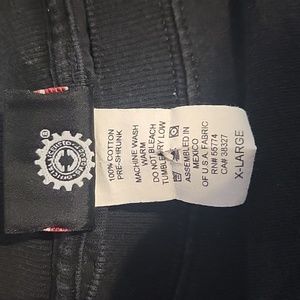 ®
100% COTTON
PRE-SHRUNK
MACHINE WASH
WARM
DO NOT BLEACH
TUMBLE DRY LOW
ASSEMBLED IN
MEXICO
OF U.S.A. FABRIC
RN# 65774
CA# 38327
X-LARGE